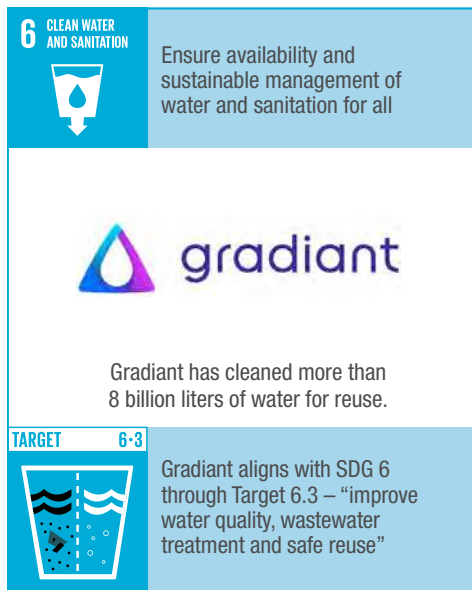 6 CLEAN WATER
AND SANITATION
Ensure availability and
sustainable management of
water and sanitation for all
gradiant
Gradiant has cleaned more than
8 billion liters of water for reuse.
TARGET 6·3
Gradiant aligns with SDG 6
through Target 6.3 – “improve
water quality, wastewater
treatment and safe reuse”